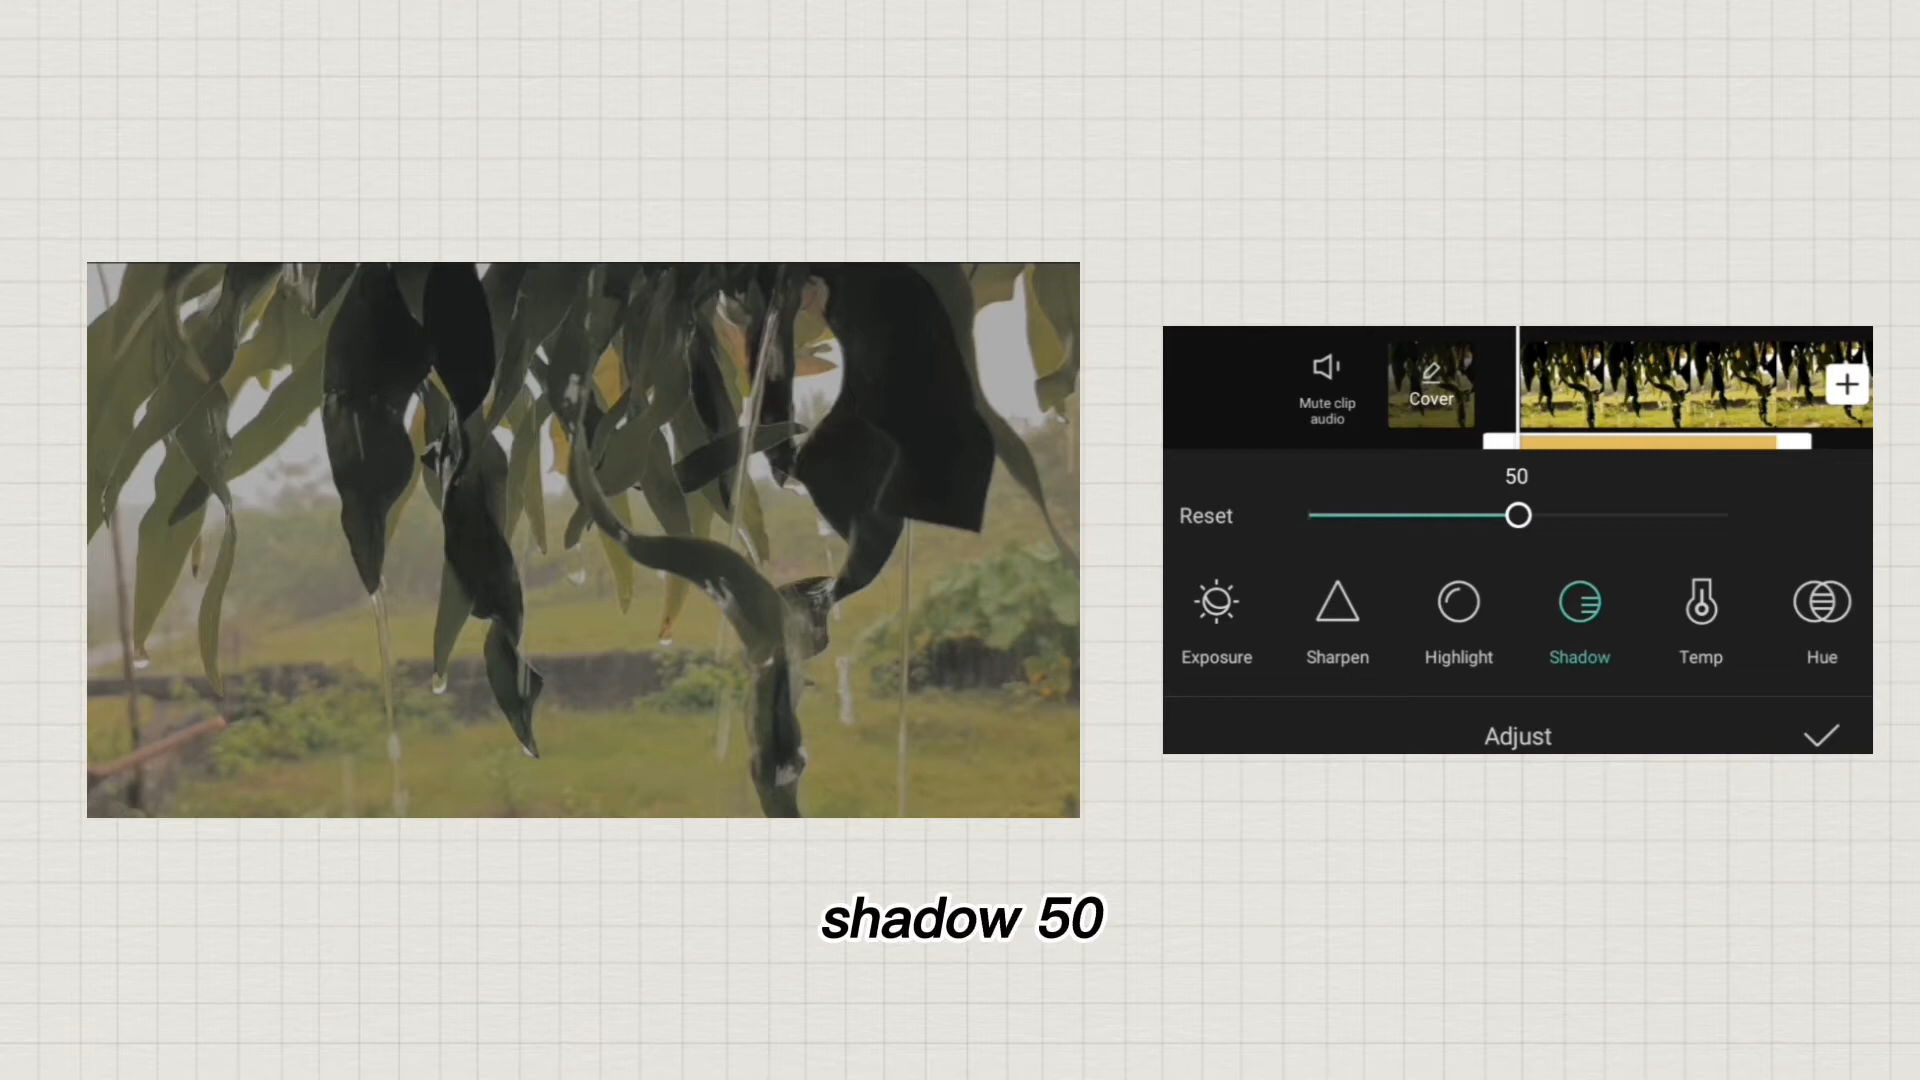 Mute clip
audio
Cover
50
Reset
Exposure
Sharpen
Highlight
Shadow
Temp
Hue
Adjust
shadow 50